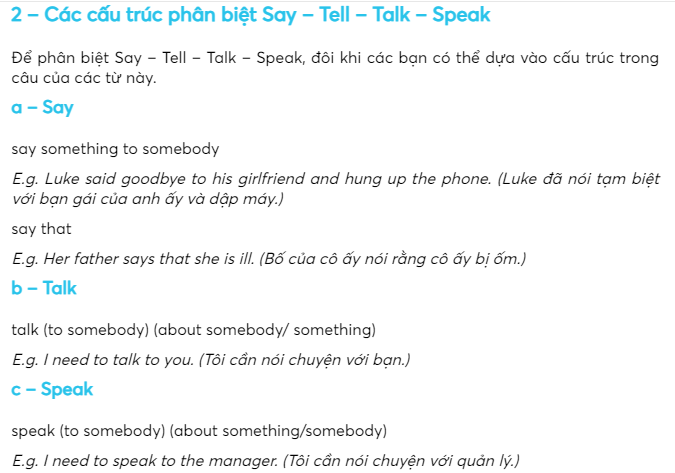 2 – Các cấu trúc phân biệt Say – Tell – Talk – Speak
Để phân biệt Say – Tell – Talk – Speak, đôi khi các bạn có thể dựa vào cấu trúc trong
câu của các từ này.
a – Say
say something to somebody
E.g. Luke said goodbye to his girlfriend and hung up the phone. (Luke đã nói tạm biệt
với bạn gái của anh ấy và dập máy.)
say that
E.g. Her father says that she is ill. (Bố của cô ấy nói rằng cô ấy bị ốm.)
b – Talk
talk (to somebody) (about somebody/ something)
E.g. I need to talk to you. (Tôi cần nói chuyện với bạn.)
c – Speak
speak (to somebody) (about something/somebody)
E.g. I need to speak to the manager. (Tôi cần nói chuyện với quản lý.)